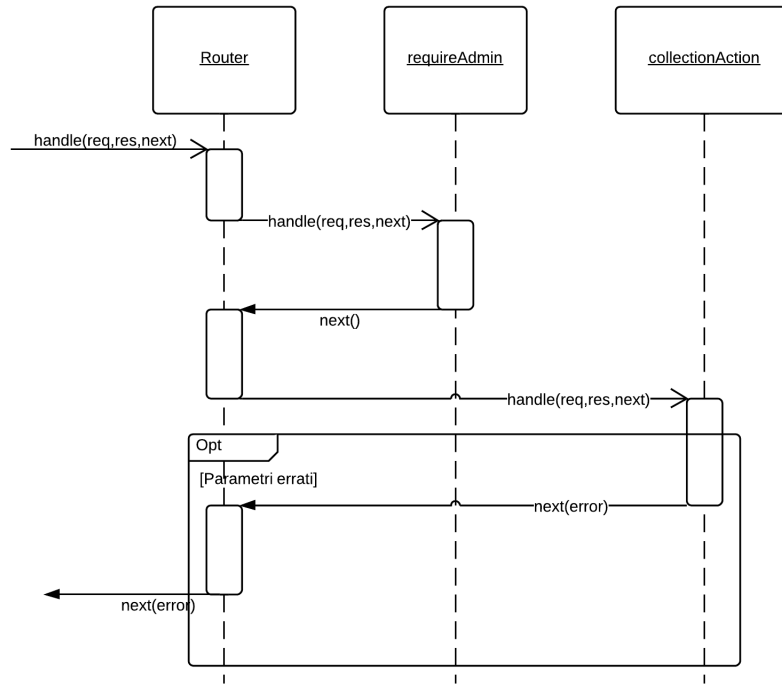 Router
requireAdmin
collectionAction
handle(req,res,next)
handle(req,res,next)
next()
handle(req,res,next)
Opt
[Parametri errati]
next(error)
next(error)